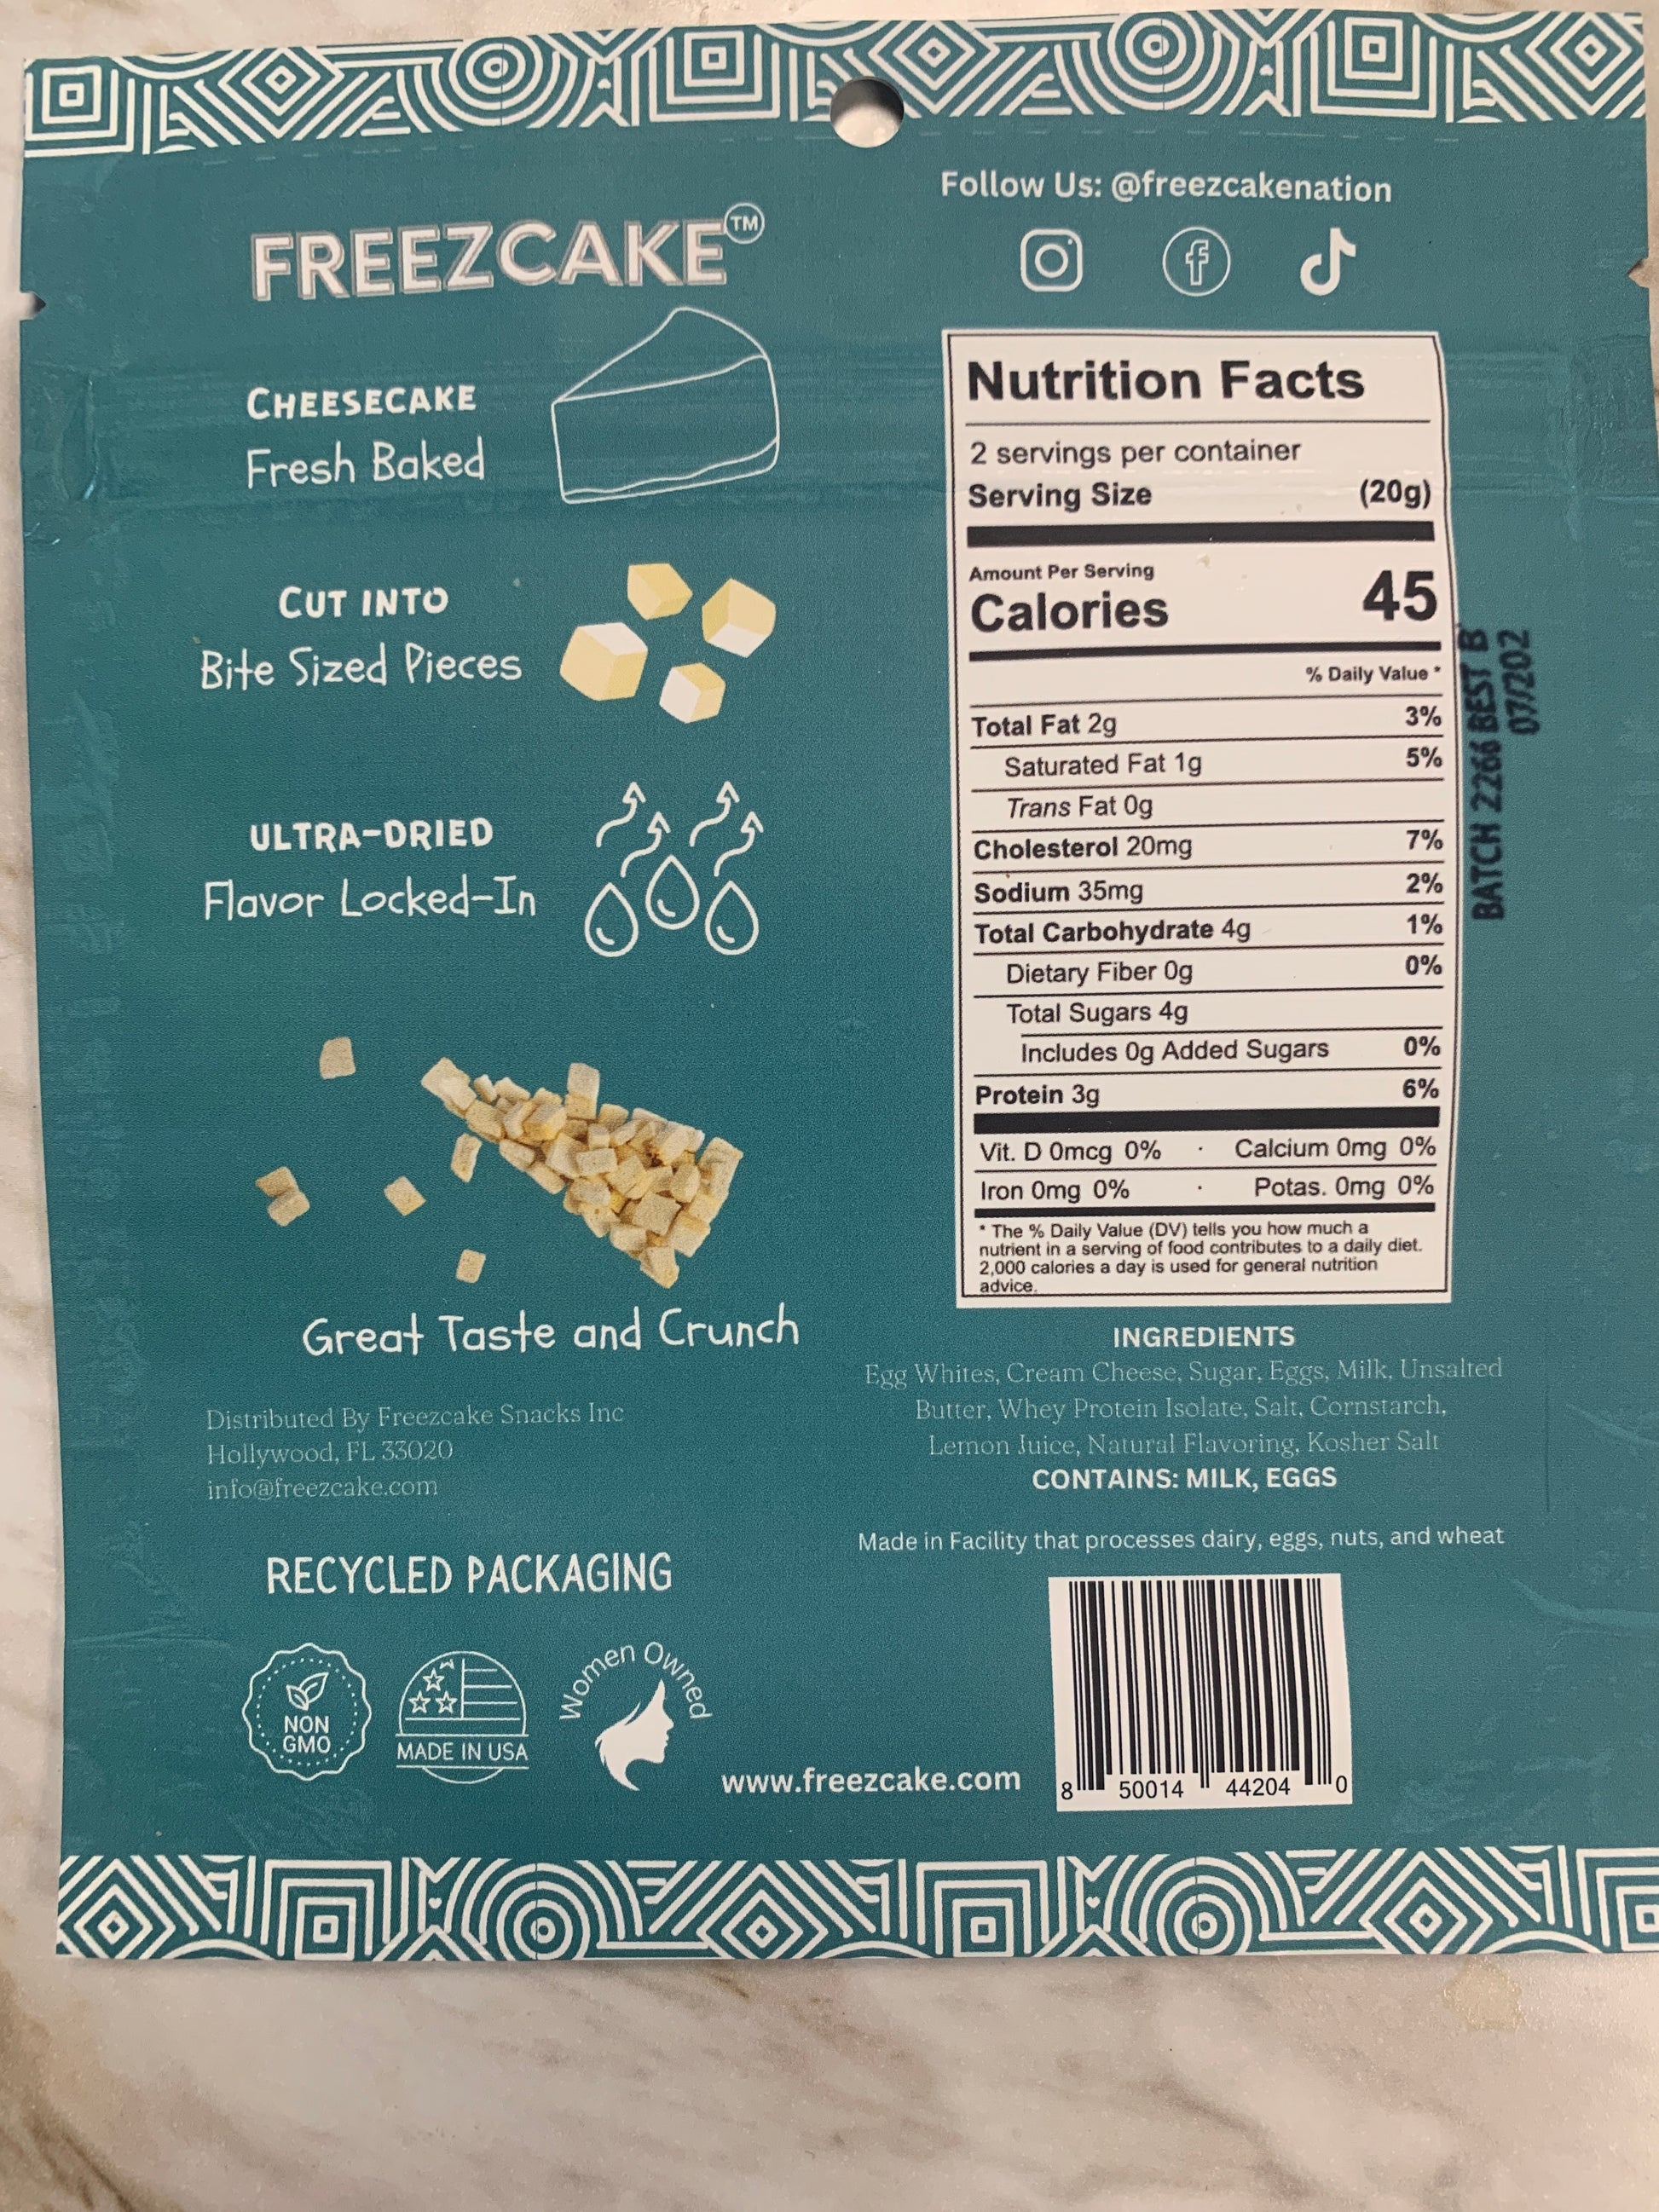 FREEZCAKE™
CHEESECAKE
Fresh Baked
CUT INTO
Bite Sized Pieces
ULTRA-DRIED
Flavor Locked-In
Great Taste and Crunch
Distributed By Freezcake Snacks Inc
Hollywood, FL 33020
info@freezcake.com
RECYCLED PACKAGING
NON
GMO
MADE IN USA
Women Owned
www.freezcake.com
Follow Us: @freezcakenation
Nutrition Facts
2 servings per container
Serving Size (20g)
Amount Per Serving
Calories 45
% Daily Value *
Total Fat 2g 3%
Saturated Fat 1g 5%
Trans Fat 0g
Cholesterol 20mg 7%
Sodium 35mg 2%
Total Carbohydrate 4g 1%
Dietary Fiber 0g 0%
Total Sugars 4g
Includes 0g Added Sugars 0%
Protein 3g 6%
Vit. D 0mcg 0% · Calcium 0mg 0%
Iron 0mg 0% · Potas. 0mg 0%
* The % Daily Value (DV) tells you how much a
nutrient in a serving of food contributes to a daily diet.
2,000 calories a day is used for general nutrition
advice.
BATCH 2266 BEST B
07/202
INGREDIENTS
Egg Whites, Cream Cheese, Sugar, Eggs, Milk, Unsalted
Butter, Whey Protein Isolate, Salt, Cornstarch,
Lemon Juice, Natural Flavoring, Kosher Salt
CONTAINS: MILK, EGGS
Made in Facility that processes dairy, eggs, nuts, and wheat
8 50014 44204 0